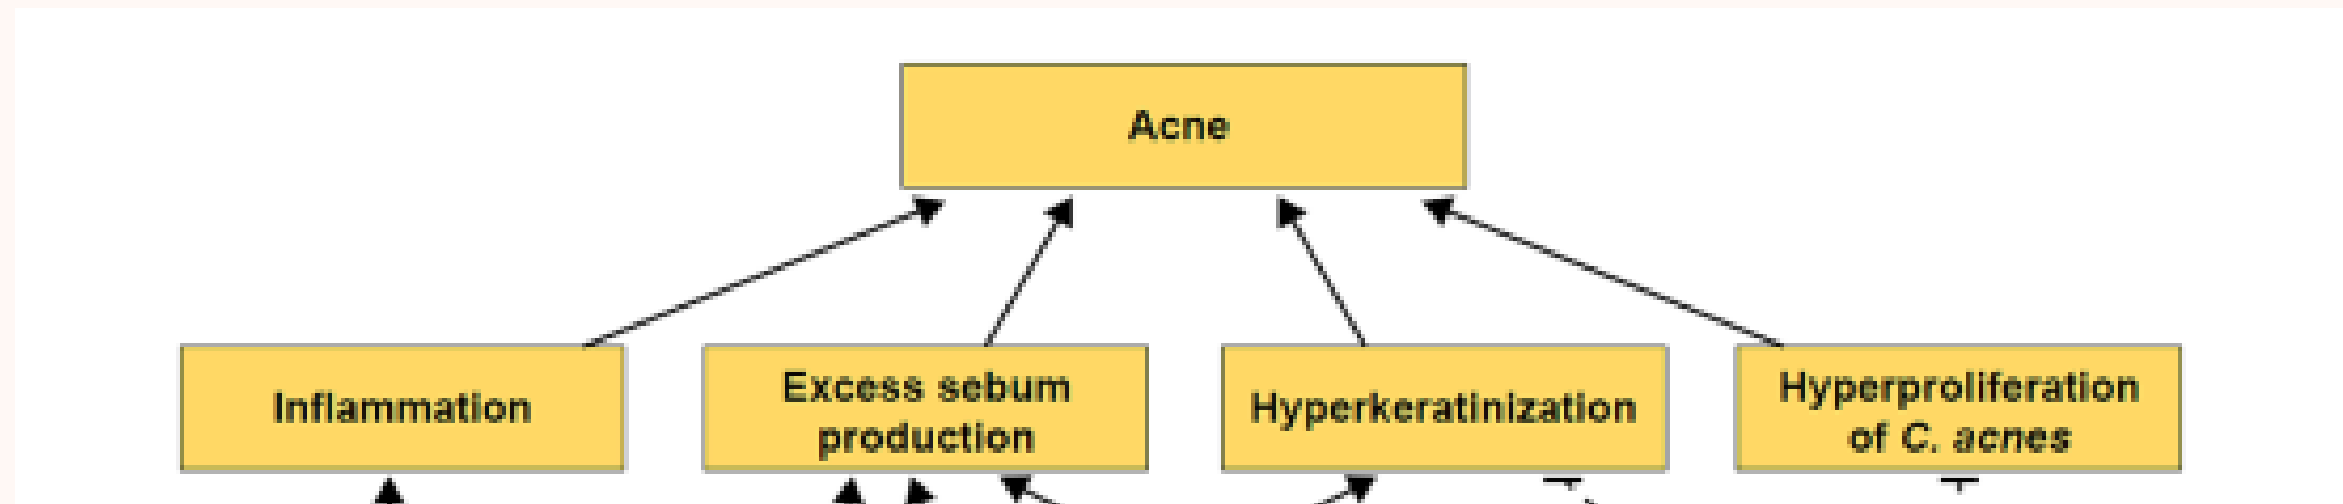 Acne
Inflammation
Excess sebum
production
Hyperkeratinization
Hyperproliferation
of C. acnes